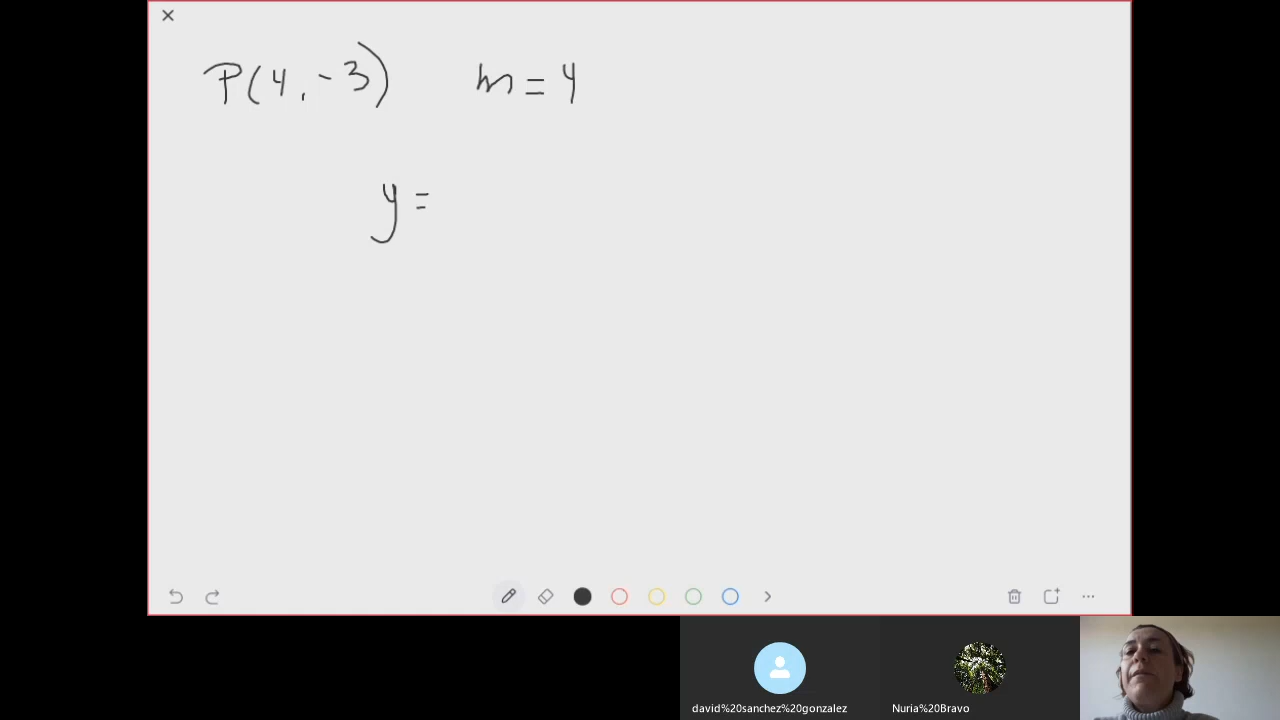 P(4, -3) m = 4
y =
david%20sanchez%20gonzalez
Nuria%20Bravo